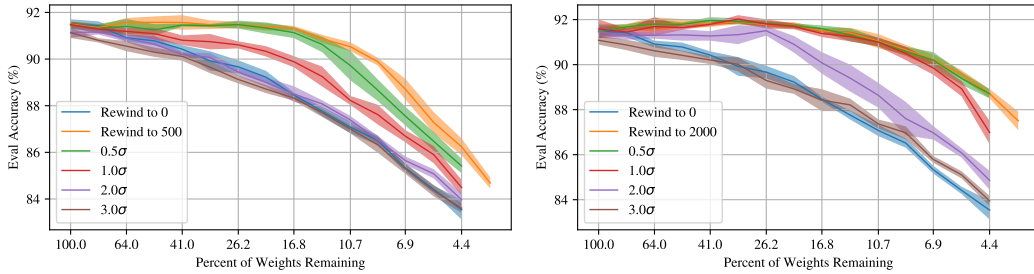 92
90
88
86
84
Eval Accuracy (%)
Rewind to 0
Rewind to 500
0.5σ
1.0σ
2.0σ
3.0σ
100.0 64.0 41.0 26.2 16.8 10.7 6.9 4.4
Percent of Weights Remaining
92
90
88
86
84
Eval Accuracy (%)
Rewind to 0
Rewind to 2000
0.5σ
1.0σ
2.0σ
3.0σ
100.0 64.0 41.0 26.2 16.8 10.7 6.9 4.4
Percent of Weights Remaining